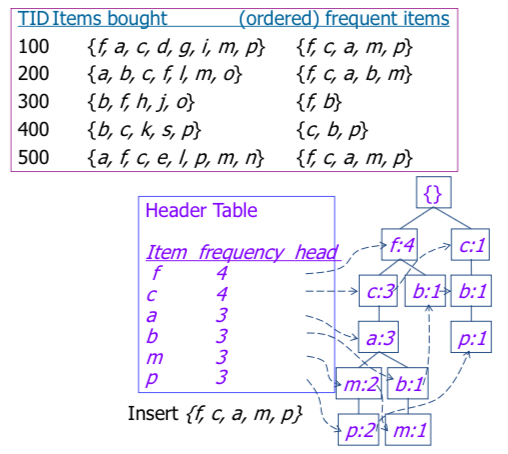 TID Items bought (ordered) frequent items
100 {f, a, c, d, g, i, m, p} {f, c, a, m, p}
200 {a, b, c, f, l, m, o} {f, c, a, b, m}
300 {b, f, h, j, o} {f, b}
400 {b, c, k, s, p} {c, b, p}
500 {a, f, c, e, l, p, m, n} {f, c, a, m, p}
{}
Header Table
f:4 c:1
Item frequency head
f 4
c 4
c:3 b:1 b:1
a 3
b 3
a:3 p:1
m 3
p 3
m:2 b:1
Insert {f, c, a, m, p}
p:2 m:1